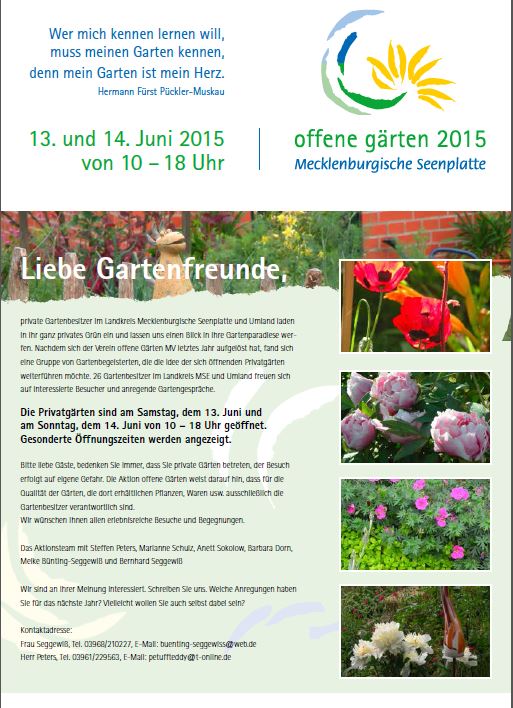 Wer mich kennen lernen will,
muss meinen Garten kennen,
denn mein Garten ist mein Herz.
Hermann Fürst Pückler-Muskau
13. und 14. Juni 2015
von 10 – 18 Uhr
offene gärten 2015
Mecklenburgische Seenplatte
Liebe Gartenfreunde,
private Gartenbesitzer im Landkreis Mecklenburgische Seenplatte und Umland laden
in ihr ganz privates Grün ein und lassen uns einen Blick in ihre Gartenparadiese wer-
fen. Nachdem sich der Verein offene Gärten MV letztes Jahr aufgelöst hat, fand sich
eine Gruppe von Gartenbegeisterten, die die Idee der sich öffnenden Privatgärten
weiterführen möchte. 26 Gartenbesitzer im Landkreis MSE und Umland freuen sich
auf interessierte Besucher und anregende Gartengespräche.
Die Privatgärten sind am Samstag, dem 13. Juni und
am Sonntag, dem 14. Juni von 10 – 18 Uhr geöffnet.
Gesonderte Öffnungszeiten werden angezeigt.
Bitte liebe Gäste, bedenken Sie immer, dass Sie private Gärten betreten, der Besuch
erfolgt auf eigene Gefahr. Die Aktion offene Gärten weist darauf hin, dass für die
Qualität der Gärten, die dort erhältlichen Pflanzen, Waren usw. ausschließlich die
Gartenbesitzer verantwortlich sind.
Wir wünschen Ihnen allen erlebnisreiche Besuche und Begegnungen.
Das Aktionsteam mit Steffen Peters, Marianne Schulz, Anett Sokolow, Barbara Dorn,
Meike Bünting-Seggewiß und Bernhard Seggewiß
Wir sind an Ihrer Meinung interessiert. Schreiben Sie uns. Welche Anregungen haben
Sie für das nächste Jahr? Vielleicht wollen Sie auch selbst dabei sein?
Kontaktadresse:
Frau Seggewiß, Tel. 03968/210227, E-Mail: buenting-seggewiss@web.de
Herr Peters, Tel. 03961/229563, E-Mail: petuffteddy@t-online.de